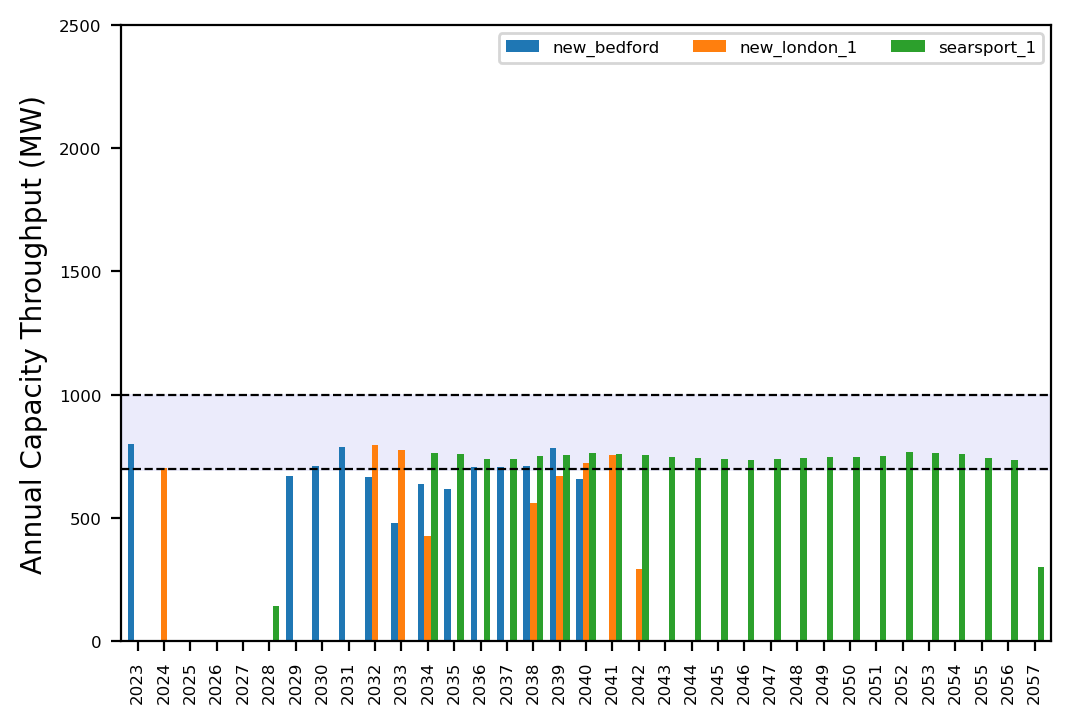 Annual Capacity Throughput (MW)
2500
2000
1500
1000
500
0
new_bedford new_london_1 searsport_1
2023 2024 2025 2026 2027 2028 2029 2030 2031 2032 2033 2034 2035 2036 2037 2038 2039 2040 2041 2042 2043 2044 2045 2046 2047 2048 2049 2050 2051 2052 2053 2054 2055 2056 2057